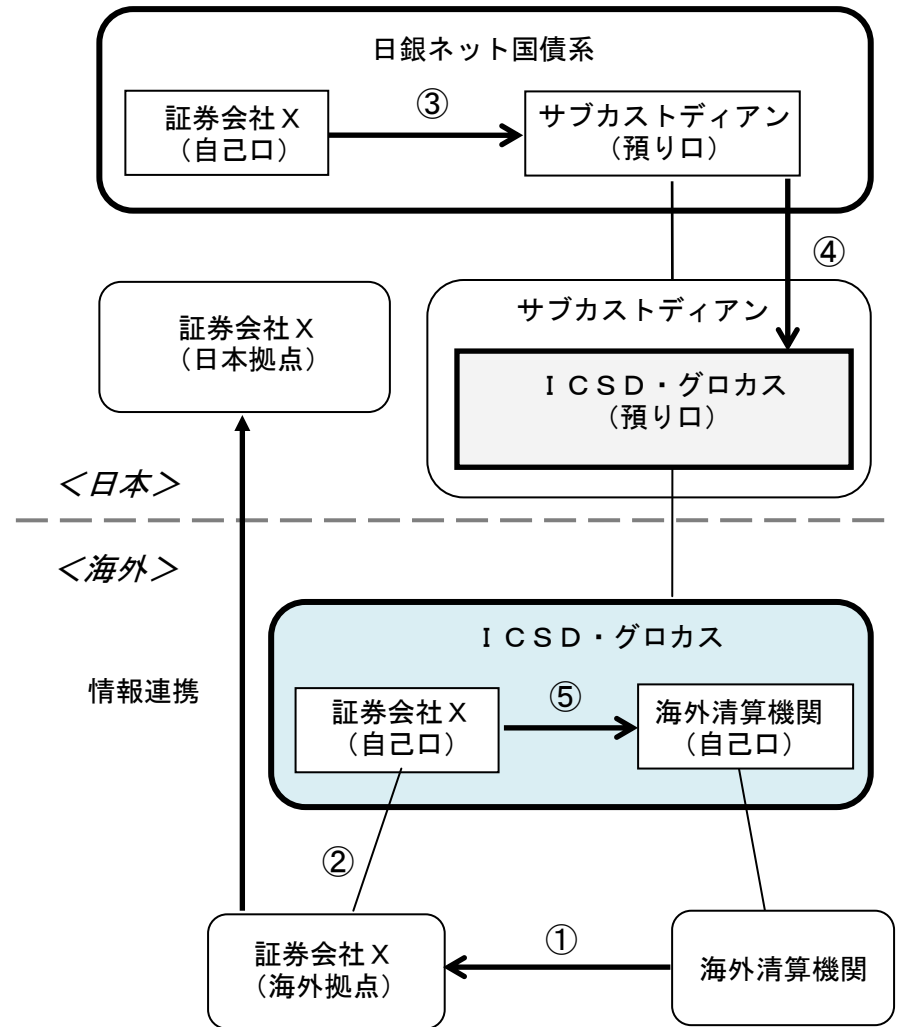 日銀ネット国債系
証券会社X
(自己口)
③
サブカストディアン
(預り口)
④
証券会社X
(日本拠点)
サブカストディアン
ICSD・グロカス
(預り口)
<日本>
<海外>
ICSD・グロカス
情報連携
証券会社X
(自己口)
⑤
海外清算機関
(自己口)
②
証券会社X
(海外拠点)
①
海外清算機関